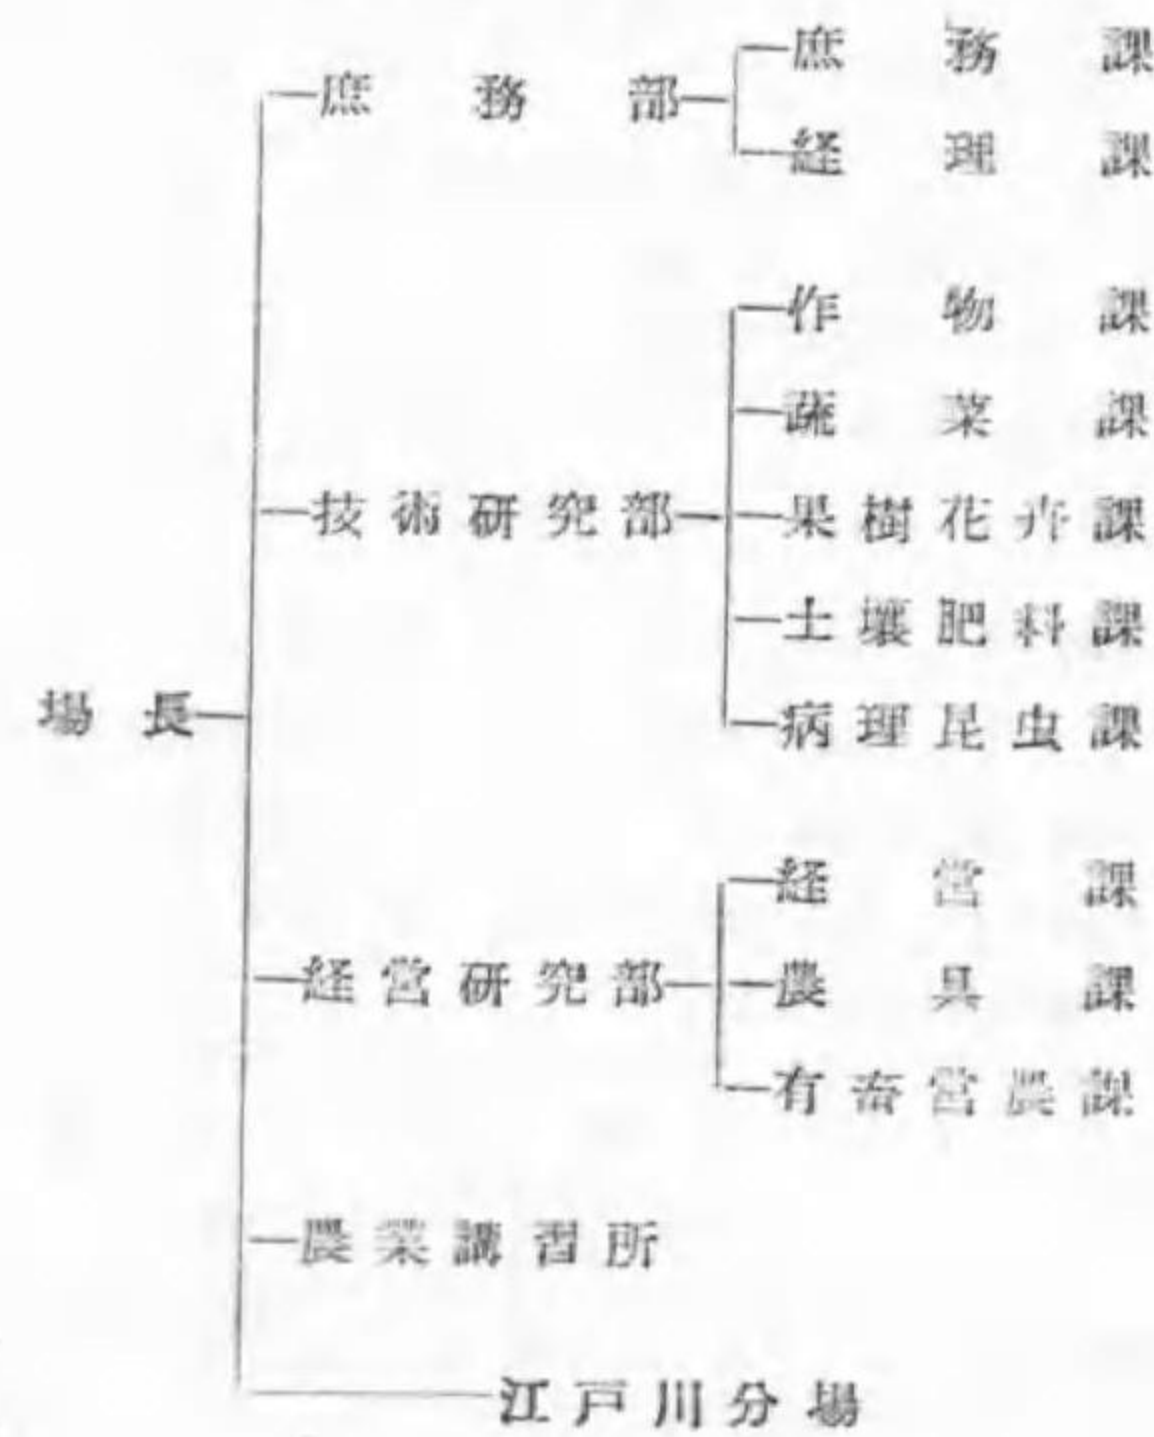 場長
庶務部
庶務課
経理課
技術研究部
作物課
蔬菜課
果樹花卉課
土壌肥料課
病理昆虫課
経営研究部
経営課
農具課
有畜営農課
農業講習所
江戸川分場